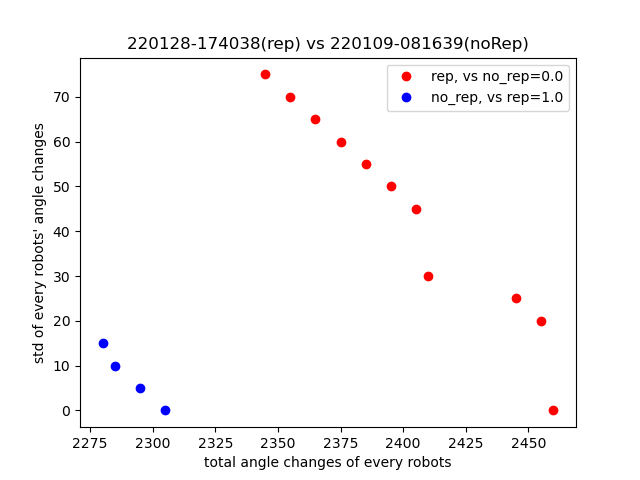 220128-174038(rep) vs 220109-081639(noRep)
rep, vs no_rep=0.0
no_rep, vs rep=1.0
70
60
50
40
30
20
10
0
std of every robots' angle changes
2275 2300 2325 2350 2375 2400 2425 2450
total angle changes of every robots